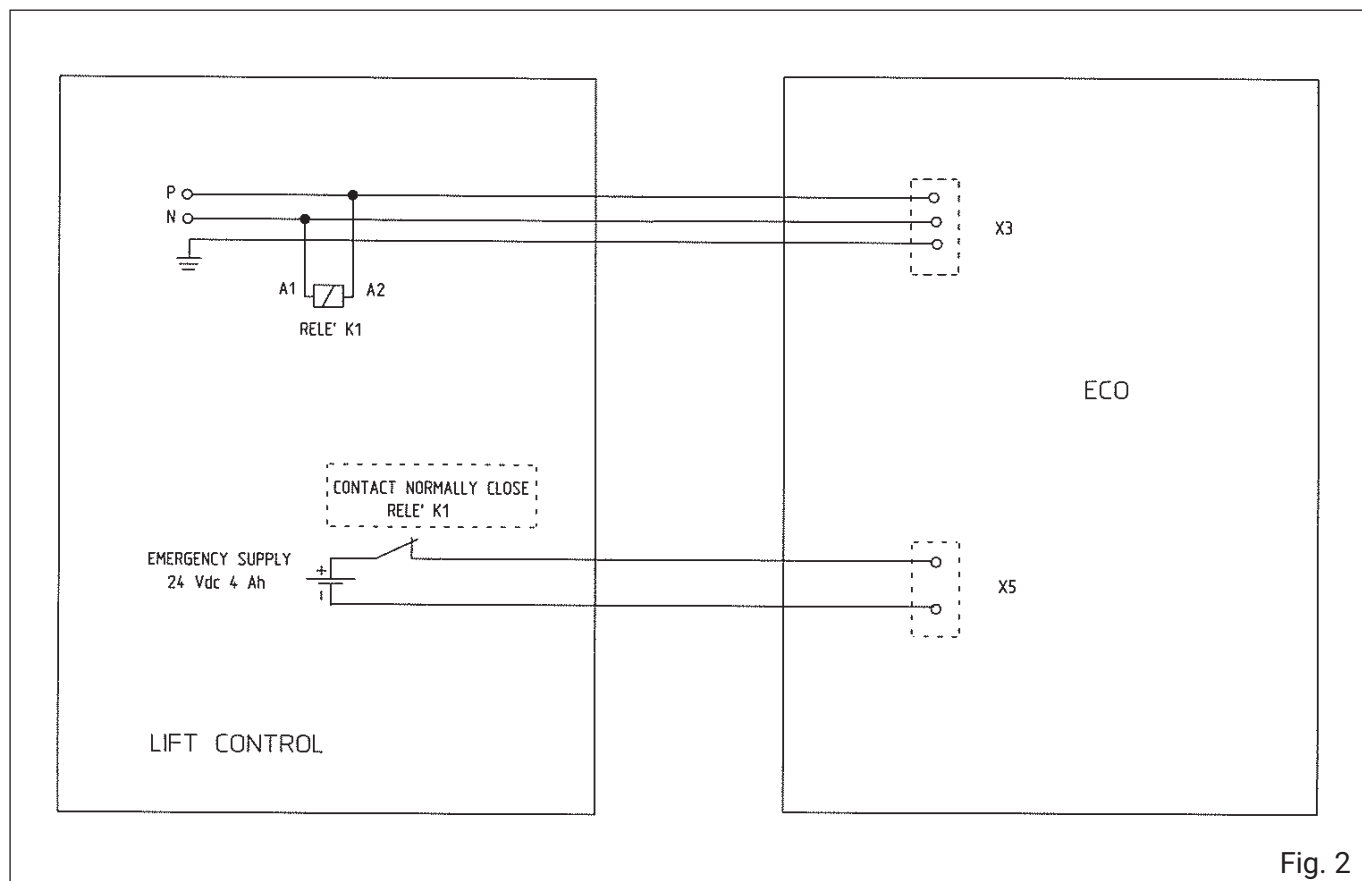 P
N
X3
A1
A2
RELE' K1
ECO
CONTACT NORMALLY CLOSE
RELE' K1
EMERGENCY SUPPLY
24 Vdc 4 Ah
+
-
X5
LIFT CONTROL
Fig. 2